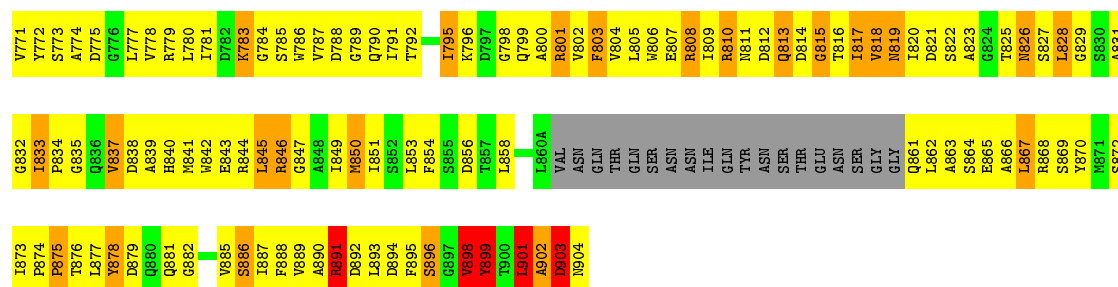 V771 Y772 S773 A774 D775 G776 L777 V778 R779 L780 I781 D782 K783 G784 S785 W786 V787 D788 G789 Q790 I791 T792 I795 K796 D797 G798 Q799 A800 R801 V802 F803 V804 L805 W806 E807 R808 I809 R810 N811 D812 Q813 D814 G815 T816 I817 V818 N819 I820 D821 S822 A823 G824 T825 N826 S827 L828 G829 S830 A831
G832 I833 P834 G835 Q836 V837 D838 A839 H840 M841 W842 E843 R844 L845 R846 G847 A848 I849 M850 I851 S852 L853 F854 S855 D856 T857 L858 L860A VAL ASN GLN THR GLN SER ASN ASN ILE GLN TYR ASN SER THR GLU ASN SER GLY GLY Q861 L862 A863 S864 E865 A866 L867 R868 S869 Y870 M871 S872
I873 P874 P875 T876 L877 Y878 D879 Q880 Q881 G882 V885 S886 I887 F888 V889 A890 R891 D892 L893 D894 F895 S896 G897 V898 Y899 T900 L901 A902 D903 N904